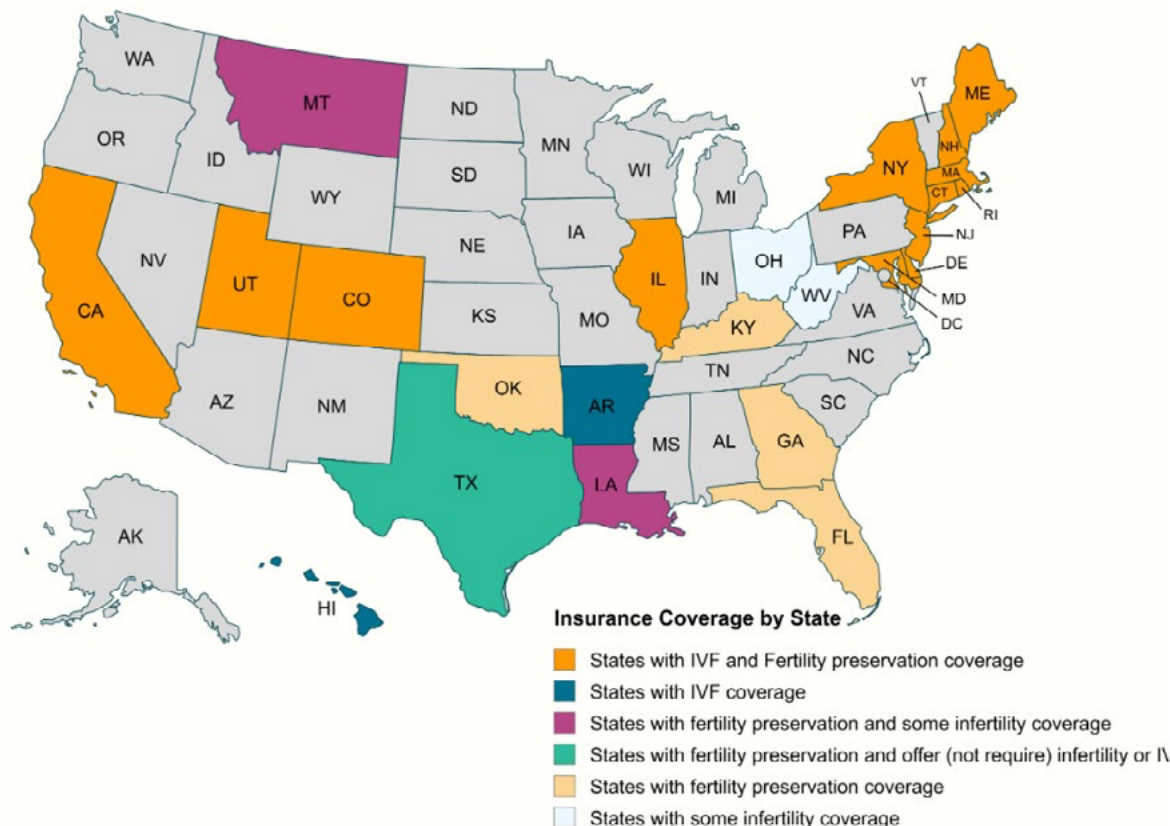 WA
MT
ND
MN
VT
ME
OR
ID
NH
WI
NY
MA
SD
CT
WY
MI
RI
IA
PA
NJ
NE
OH
NV
IL
IN
DE
UT
CO
WV
MD
CA
KS
MO
VA
DC
KY
NC
TN
OK
AZ
NM
AR
SC
MS
AL
GA
TX
LA
AK
FL
HI
Insurance Coverage by State
States with IVF and Fertility preservation coverage
States with IVF coverage
States with fertility preservation and some infertility coverage
States with fertility preservation and offer (not require) infertility or
States with fertility preservation coverage
States with some infertility coverage